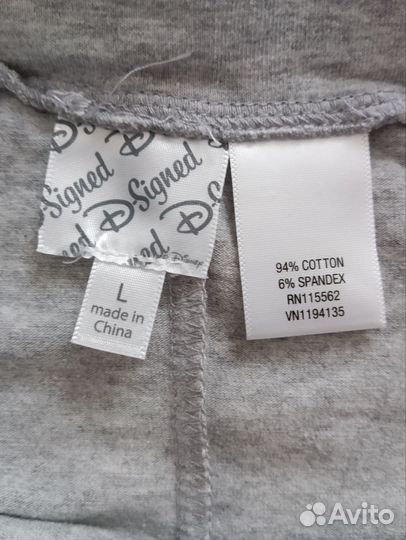 D-Signed D-Signed D-Signed
© Disney
L
made in
China
94% COTTON
6% SPANDEX
RN115562
VN1194135
Avito